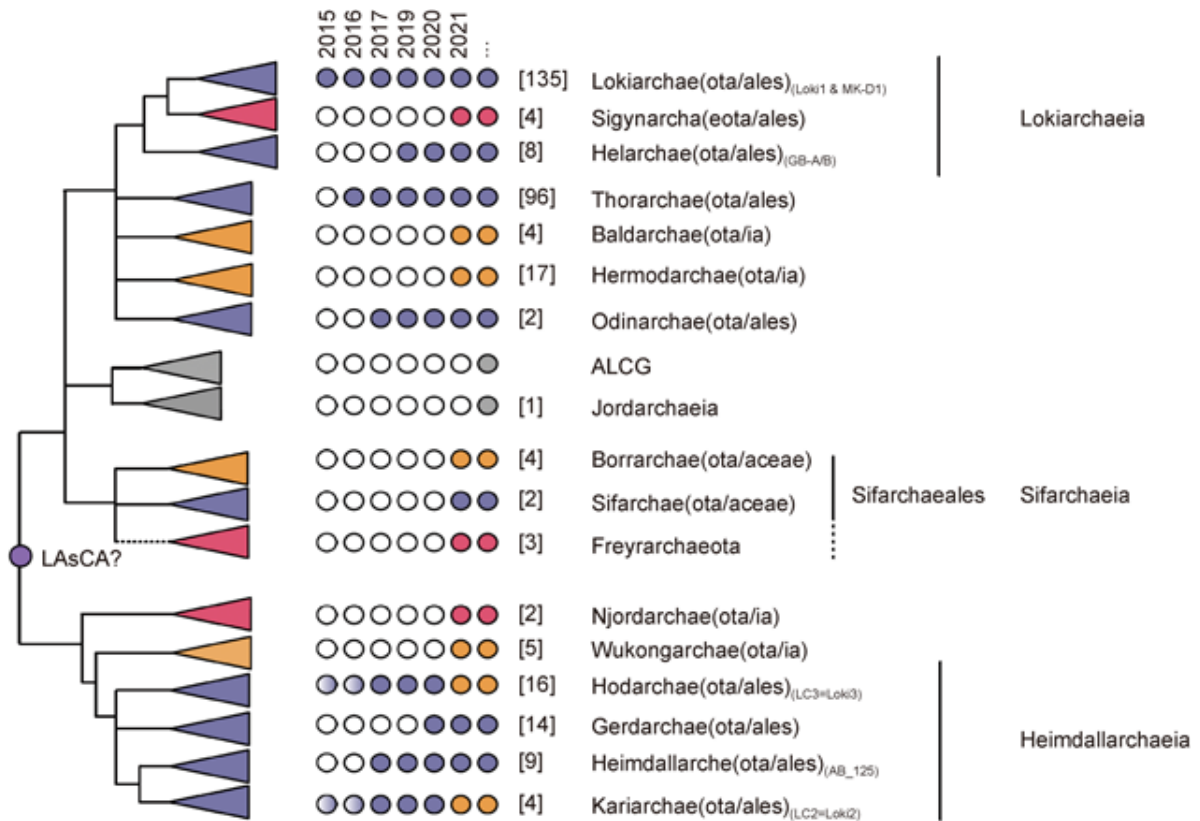 2015 2016 2017 2019 2020 2021 ...
[135] Lokiarchae(ota/ales)(Loki1 & MK-D1)
[4] Sigynarcha(eota/ales) Lokiarchaeia
[8] Helarchae(ota/ales)(GB-A/B)
[96] Thorarchae(ota/ales)
[4] Baldarchae(ota/ia)
[17] Hermodarchae(ota/ia)
[2] Odinarchae(ota/ales)
ALCG
[1] Jordarchaeia
[4] Borrarchae(ota/aceae)
[2] Sifarchae(ota/aceae) Sifarchaeales Sifarchaeia
[3] Freyrarchaeota
LAsCA?
[2] Njordarchae(ota/ia)
[5] Wukongarchae(ota/ia)
[16] Hodarchae(ota/ales)(LC3=Loki3)
[14] Gerdarchae(ota/ales)
Heimdallarchaeia
[9] Heimdallarche(ota/ales)(AB_125)
[4] Kariarchae(ota/ales)(LC2=Loki2)